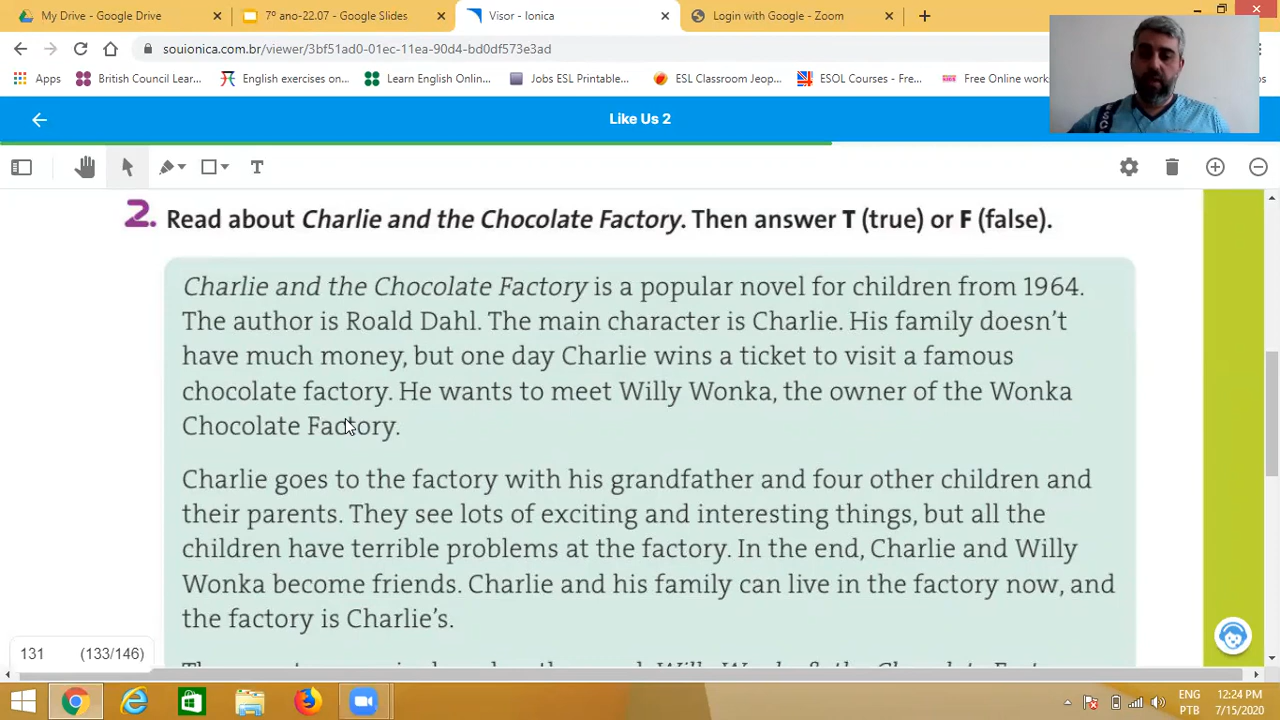 My Drive - Google Drive
7º ano-22.07 - Google Slides
Visor - Ionica
Login with Google - Zoom
souionica.com.br/viewer/3bf51ad0-01ec-11ea-90d4-bd0df573e3ad
Apps
British Council Lear...
English exercises on...
Learn English Onlin...
Jobs ESL Printable...
ESL Classroom Jeop...
ESOL Courses - Fre...
Free Online works
Like Us 2
T
2. Read about Charlie and the Chocolate Factory. Then answer T (true) or F (false).
Charlie and the Chocolate Factory is a popular novel for children from 1964.
The author is Roald Dahl. The main character is Charlie. His family doesn't
have much money, but one day Charlie wins a ticket to visit a famous
chocolate factory. He wants to meet Willy Wonka, the owner of the Wonka
Chocolate Factory.
Charlie goes to the factory with his grandfather and four other children and
their parents. They see lots of exciting and interesting things, but all the
children have terrible problems at the factory. In the end, Charlie and Willy
Wonka become friends. Charlie and his family can live in the factory now, and
the factory is Charlie's.
131 (133/146)
ENG
PTB
12:24 PM
7/15/2020